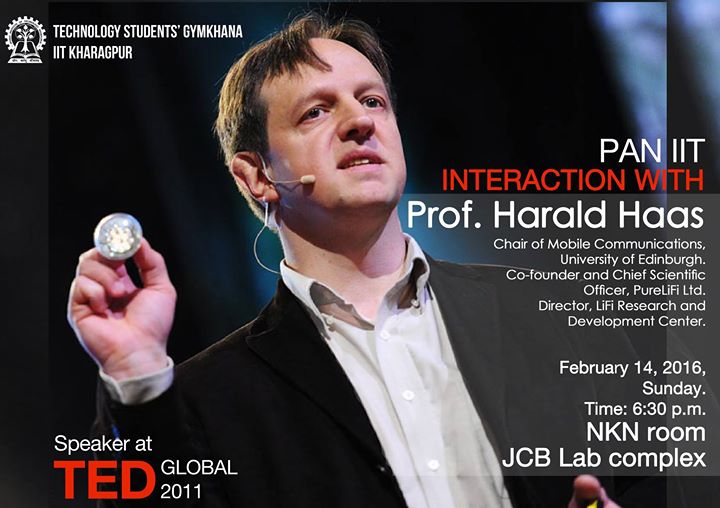 TECHNOLOGY STUDENTS' GYMKHANA
IIT KHARAGPUR
PAN IIT
INTERACTION WITH
Prof. Harald Haas
Chair of Mobile Communications,
University of Edinburgh.
Co-founder and Chief Scientific
Officer, PureLiFi Ltd.
Director, LiFi Research and
Development Center.
February 14, 2016,
Sunday.
Time: 6:30 p.m.
NKN room
JCB Lab complex
Speaker at
TED GLOBAL
2011